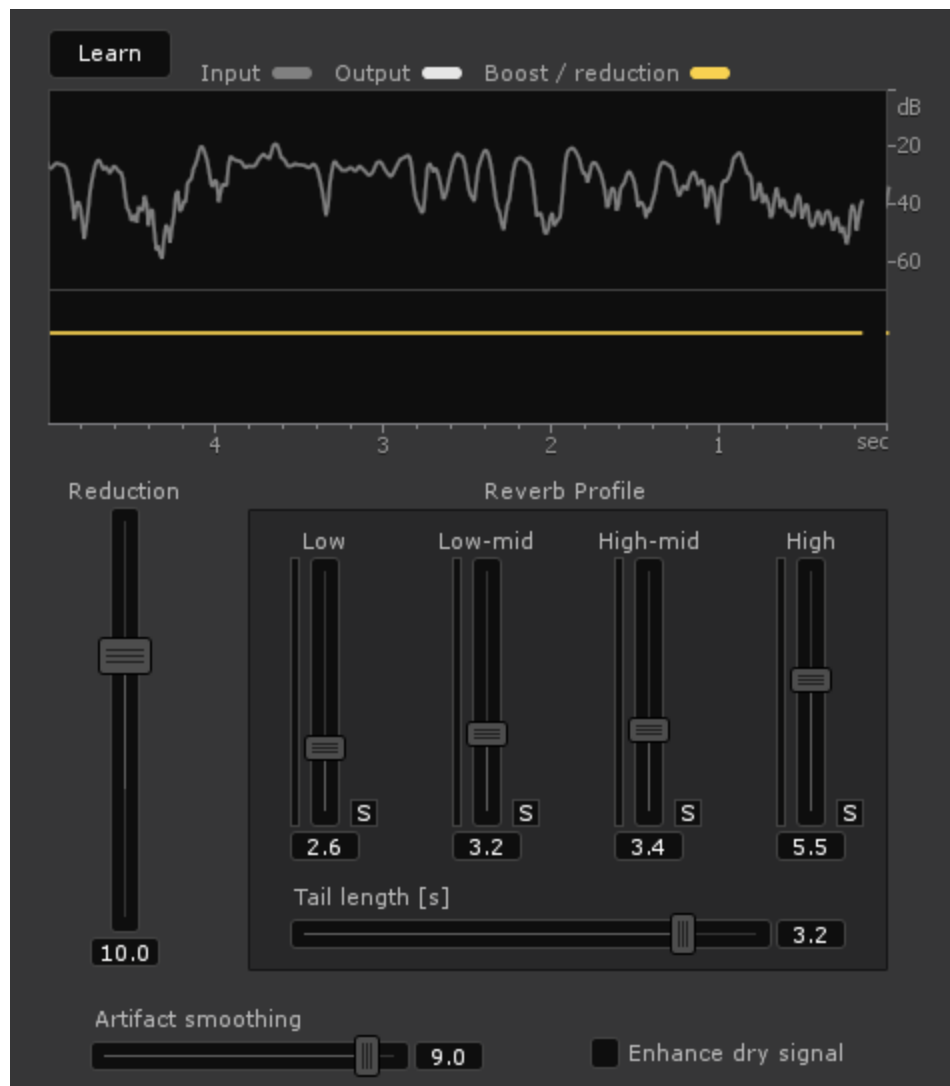 Learn
Input Output Boost / reduction
dB
-20
-40
-60
4 3 2 1 sec
Reduction
Reverb Profile
Low Low-mid High-mid High
S S S S
2.6 3.2 3.4 5.5
Tail length [s]
3.2
10.0
Artifact smoothing
9.0
Enhance dry signal